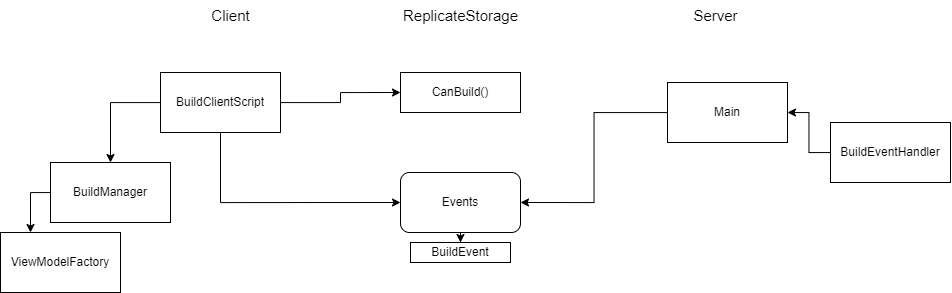 Client
ReplicateStorage
Server
BuildClientScript
CanBuild()
Main
BuildEventHandler
BuildManager
Events
BuildEvent
ViewModelFactory